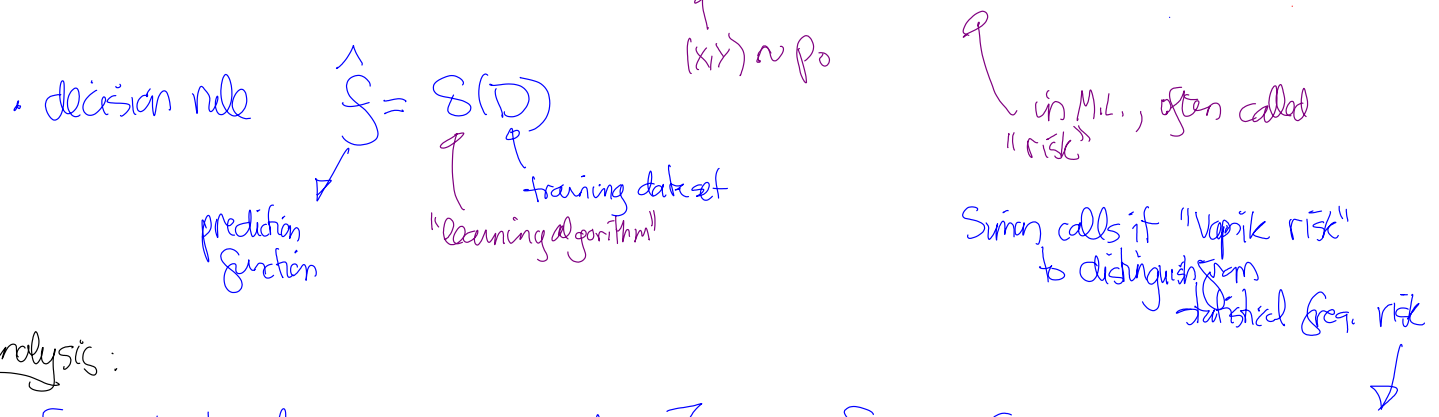 (X,Y) ~ p₀
· decision rule f̂ = δ(D)
in M.L., often called
"risk"
training dataset
"learning algorithm"
prediction
function
Simon calls it "Vapnik risk"
to distinguish from
statistical freq. risk
nalysis: